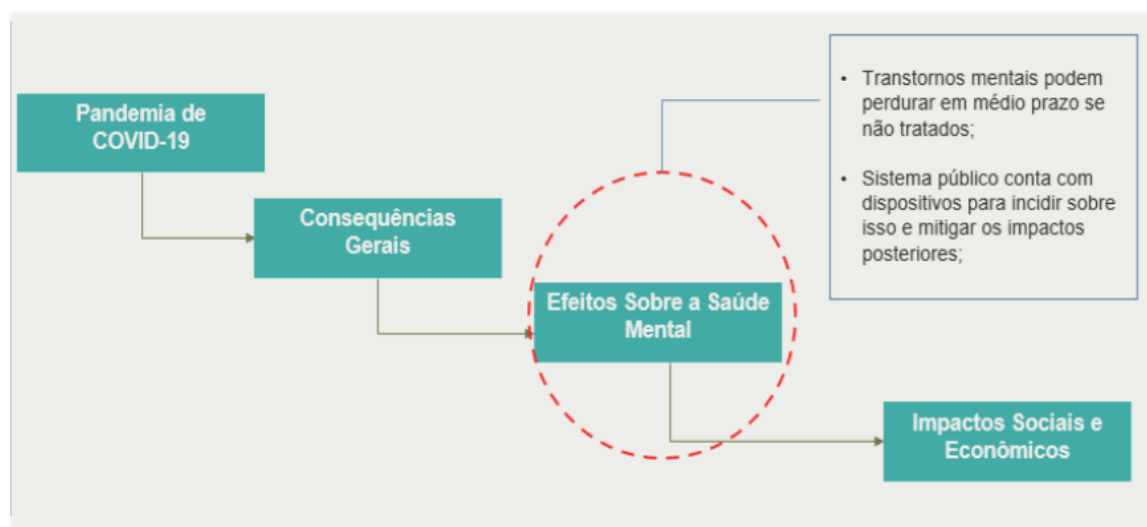 Pandemia de
COVID-19
Consequências
Gerais
Efeitos Sobre a Saúde
Mental
Impactos Sociais e
Econômicos
• Transtornos mentais podem
perdurar em médio prazo se
não tratados;
• Sistema público conta com
dispositivos para incidir sobre
isso e mitigar os impactos
posteriores;